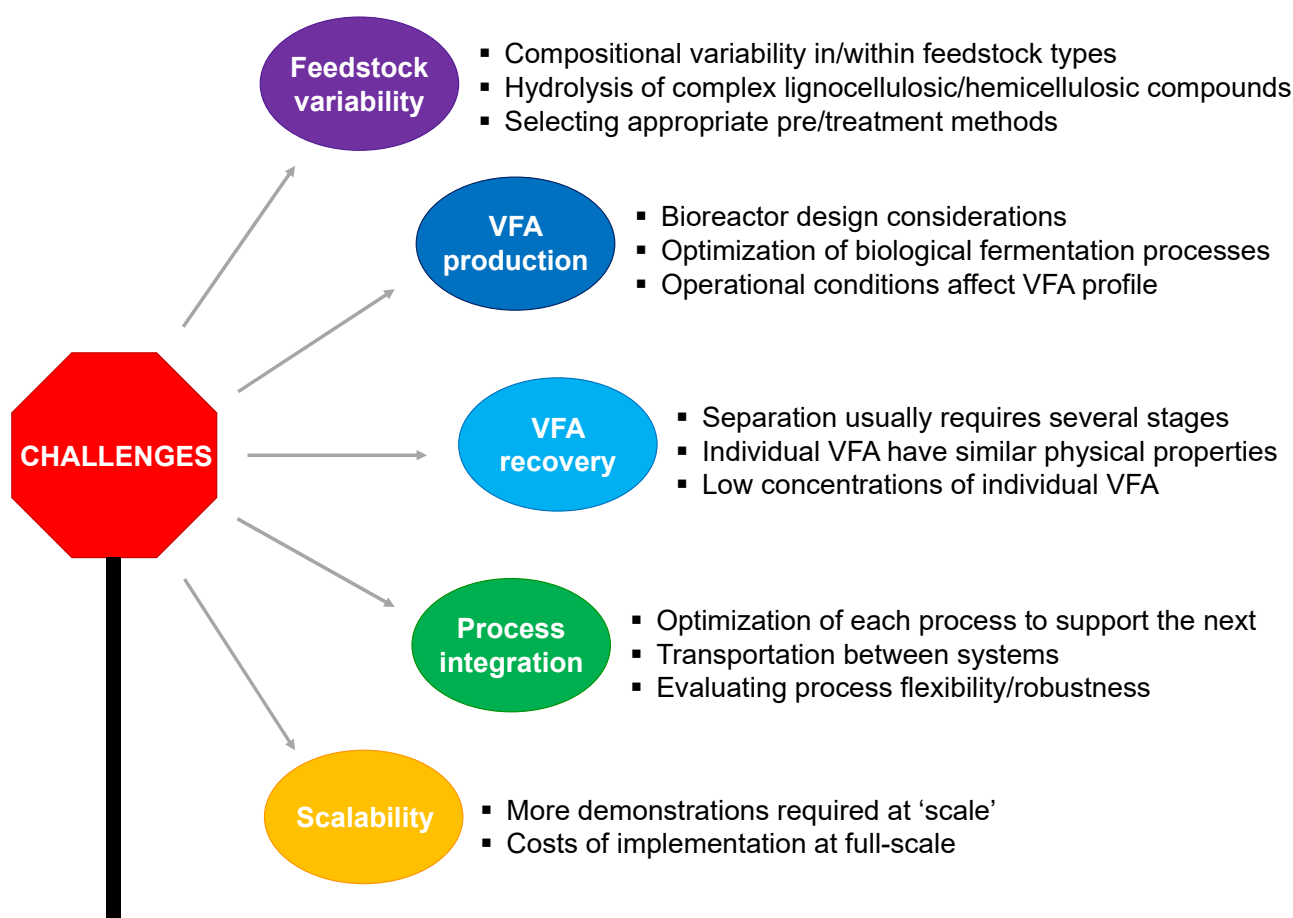 Feedstock
variability
▪ Compositional variability in/within feedstock types
▪ Hydrolysis of complex lignocellulosic/hemicellulosic compounds
▪ Selecting appropriate pre/treatment methods
VFA
production
▪ Bioreactor design considerations
▪ Optimization of biological fermentation processes
▪ Operational conditions affect VFA profile
CHALLENGES
VFA
recovery
▪ Separation usually requires several stages
▪ Individual VFA have similar physical properties
▪ Low concentrations of individual VFA
Process
integration
▪ Optimization of each process to support the next
▪ Transportation between systems
▪ Evaluating process flexibility/robustness
Scalability
▪ More demonstrations required at ‘scale’
▪ Costs of implementation at full-scale